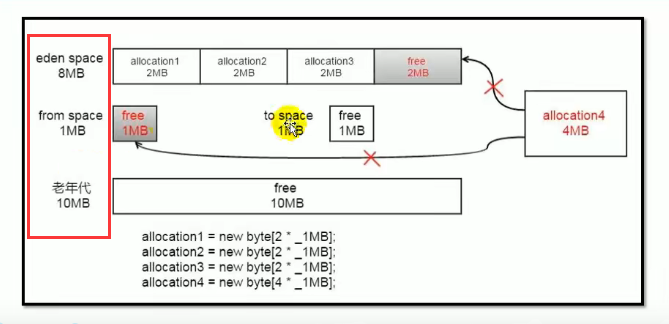 eden space
8MB
allocation1
2MB
allocation2
2MB
allocation3
2MB
free
2MB
from space
1MB
free
1MB
to space
1MB
free
1MB
allocation4
4MB
老年代
10MB
free
10MB
allocation1 = new byte[2 * _1MB];
allocation2 = new byte[2 * _1MB];
allocation3 = new byte[2 * _1MB];
allocation4 = new byte[4 * _1MB];